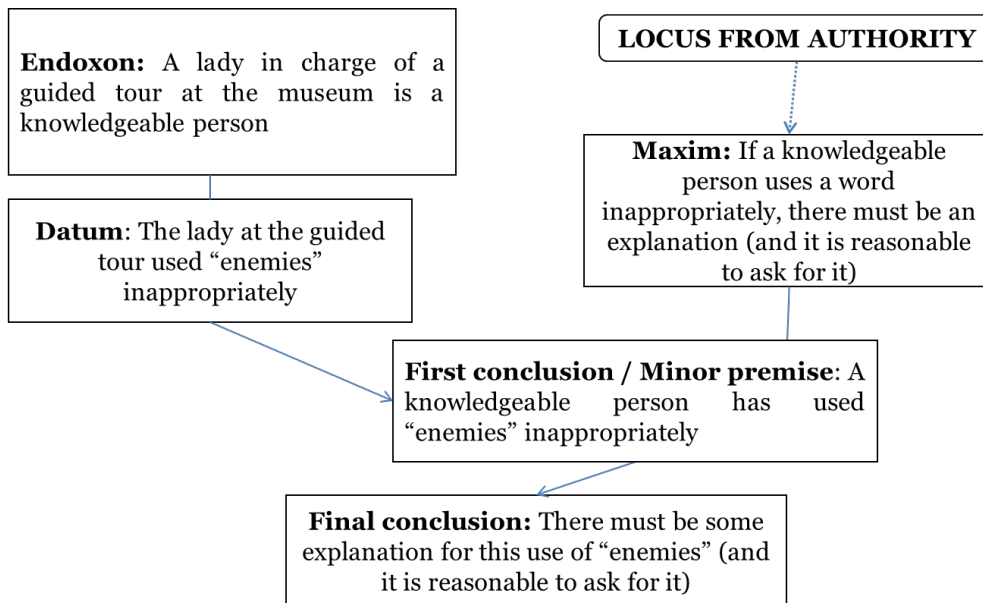 Endoxon: A lady in charge of a
guided tour at the museum is a
knowledgeable person
LOCUS FROM AUTHORITY
Maxim: If a knowledgeable
person uses a word
inappropriately, there must be an
explanation (and it is reasonable
to ask for it)
Datum: The lady at the guided
tour used “enemies”
inappropriately
First conclusion / Minor premise: A
knowledgeable person has used
“enemies” inappropriately
Final conclusion: There must be some
explanation for this use of “enemies” (and
it is reasonable to ask for it)